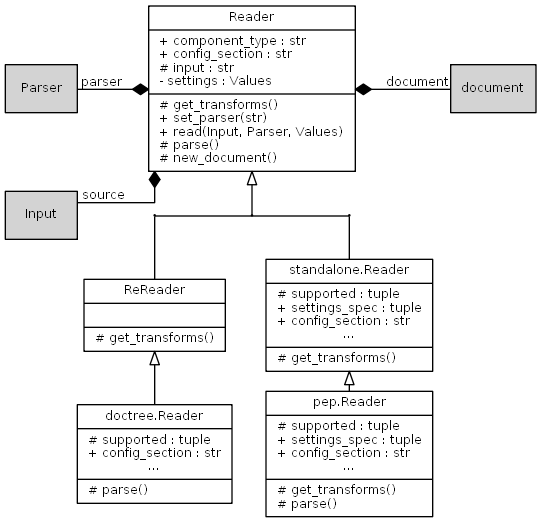 Reader
+ component_type : str
+ config_section : str
# input : str
- settings : Values
# get_transforms()
+ set_parser(str)
+ read(Input, Parser, Values)
# parse()
# new_document()
Parser
parser
document
document
source
Input
ReReader
# get_transforms()
standalone.Reader
# supported : tuple
+ settings_spec : tuple
+ config_section : str
...
# get_transforms()
doctree.Reader
# supported : tuple
+ config_section : str
...
# parse()
pep.Reader
# supported : tuple
+ settings_spec : tuple
+ config_section : str
...
# get_transforms()
# parse()